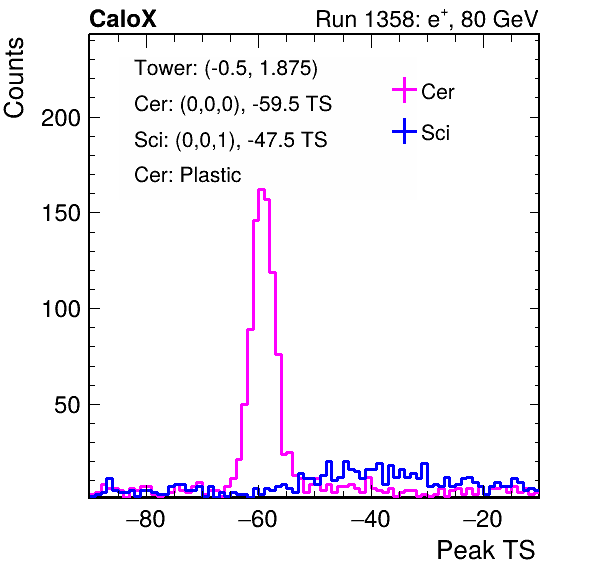 CaloX Run 1358: e⁺, 80 GeV
Counts
Tower: (-0.5, 1.875)
Cer: (0,0,0), -59.5 TS
Sci: (0,0,1), -47.5 TS
Cer: Plastic
Cer
Sci
200
150
100
50
−80 −60 −40 −20
Peak TS